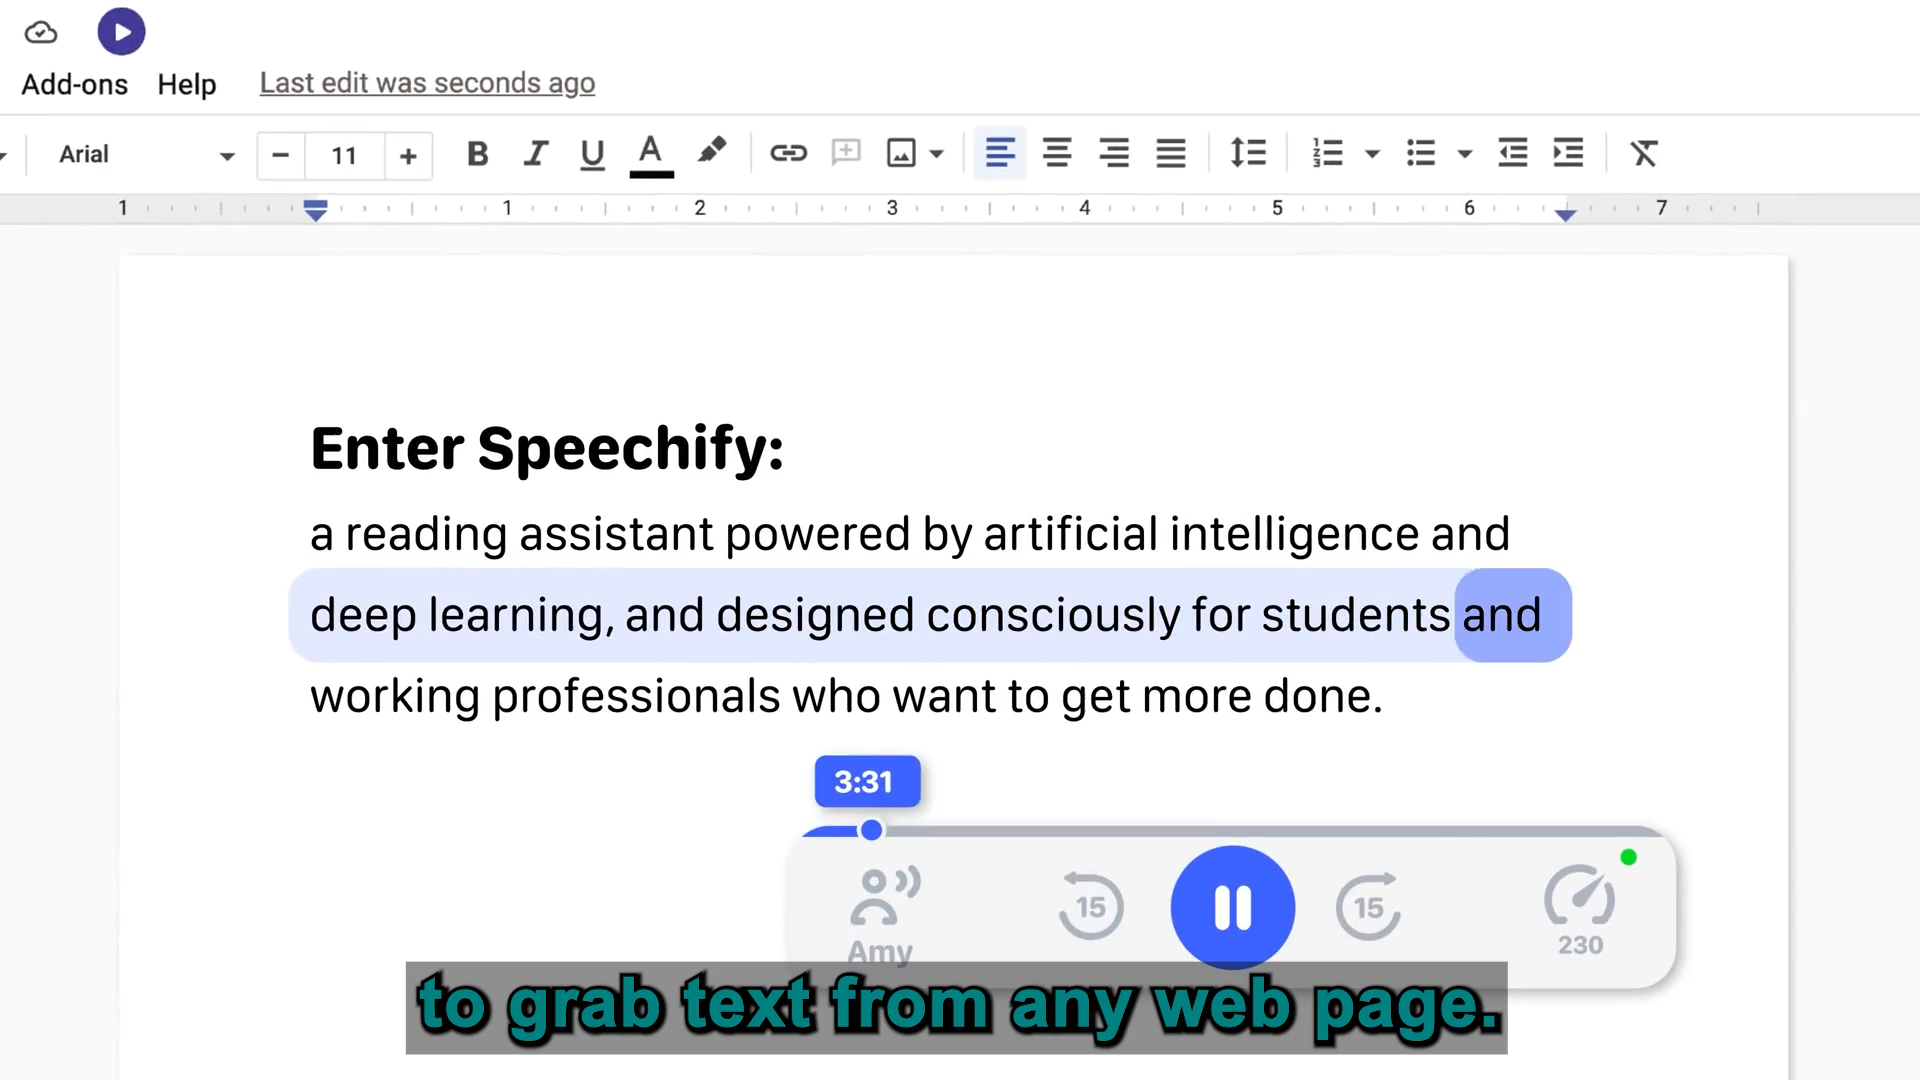 Add-ons Help Last edit was seconds ago
Arial 11 B I U A
1 1 2 3 4 5 6 7
Enter Speechify:
a reading assistant powered by artificial intelligence and
deep learning, and designed consciously for students and
working professionals who want to get more done.
3:31
15 15
Amy 230
to grab text from any web page.